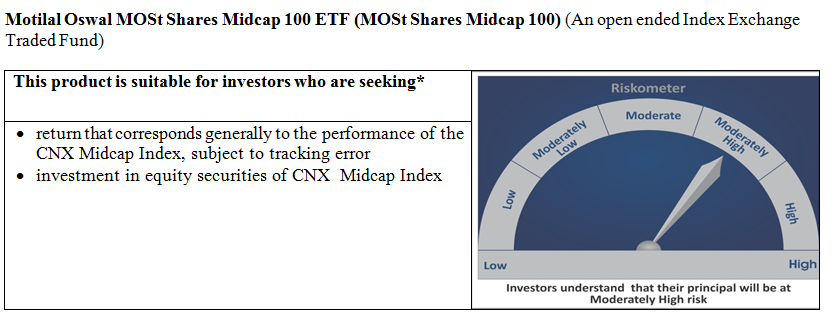 Motilal Oswal MOSt Shares Midcap 100 ETF (MOSt Shares Midcap 100) (An open ended Index Exchange
Traded Fund)
This product is suitable for investors who are seeking*
• return that corresponds generally to the performance of the
CNX Midcap Index, subject to tracking error
• investment in equity securities of CNX Midcap Index
Riskometer
Low
Moderately
Low
Moderate
Moderately
High
High
Low
High
Investors understand that their principal will be at
Moderately High risk